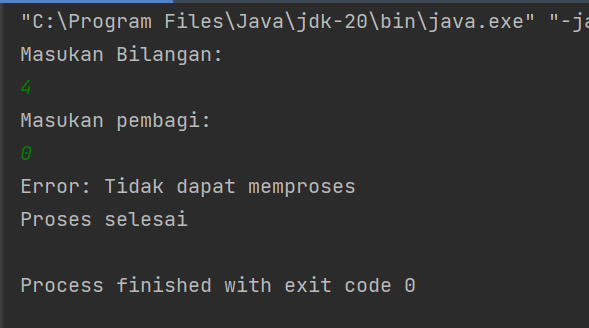 "C:\Program Files\Java\jdk-20\bin\java.exe" "-ja
Masukan Bilangan:
4
Masukan pembagi:
0
Error: Tidak dapat memproses
Proses selesai
Process finished with exit code 0